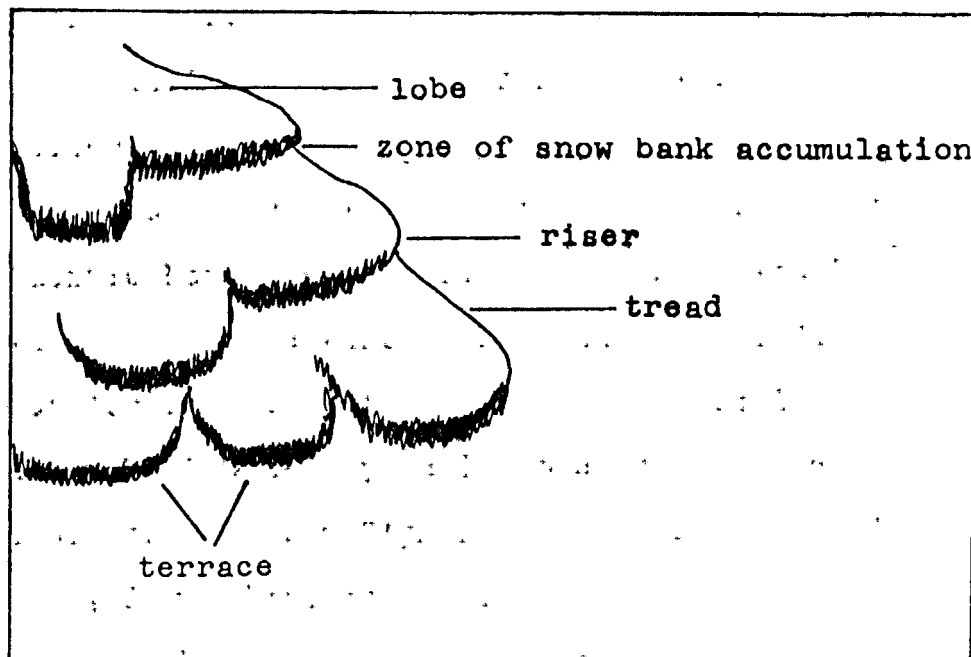 lobe
zone of snow bank accumulation
riser
tread
terrace